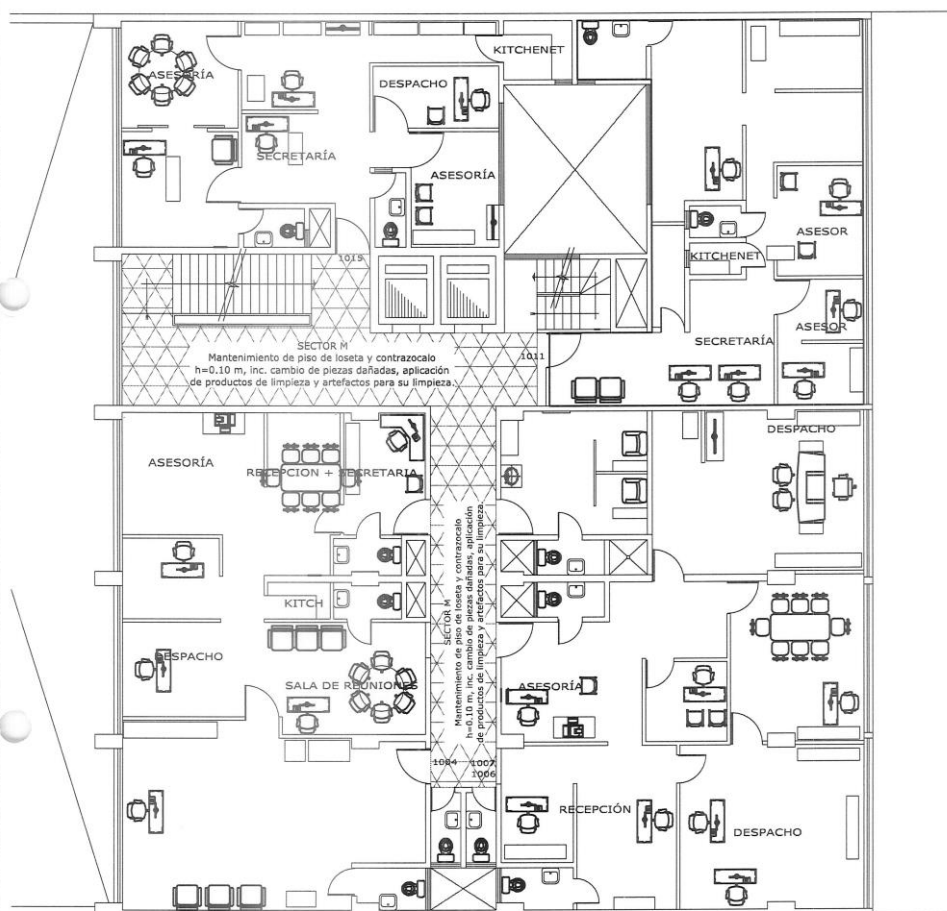 KITCHENET
ASESORÍA
DESPACHO
SECRETARÍA
ASESORÍA
ASESOR
KITCHENET
1015
ASESOR
SECRETARÍA
1011
SECTOR M
Mantenimiento de piso de loseta y contrazocalo
h=0.10 m, inc. cambio de piezas dañadas, aplicación
de productos de limpieza y artefactos para su limpieza.
DESPACHO
ASESORÍA
RECEPCION + SECRETARIA
SECTOR M
Mantenimiento de piso de loseta y contrazocalo
h=0.10 m, inc. cambio de piezas dañadas, aplicación
de productos de limpieza y artefactos para su limpieza.
KITCH
DESPACHO
SALA DE REUNIONES
ASESORÍA
1004
1007
1006
RECEPCIÓN
DESPACHO